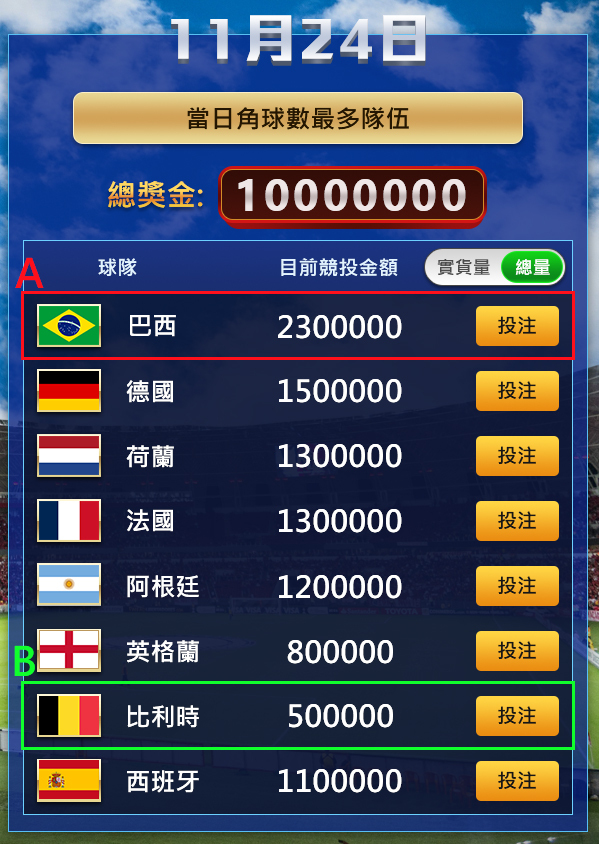 11月24日
當日角球數最多隊伍
總獎金: 10000000
球隊 目前競投金額 實貨量 總量
A
巴西 2300000 投注
德國 1500000 投注
荷蘭 1300000 投注
法國 1300000 投注
阿根廷 1200000 投注
英格蘭 800000 投注
B
比利時 500000 投注
西班牙 1100000 投注